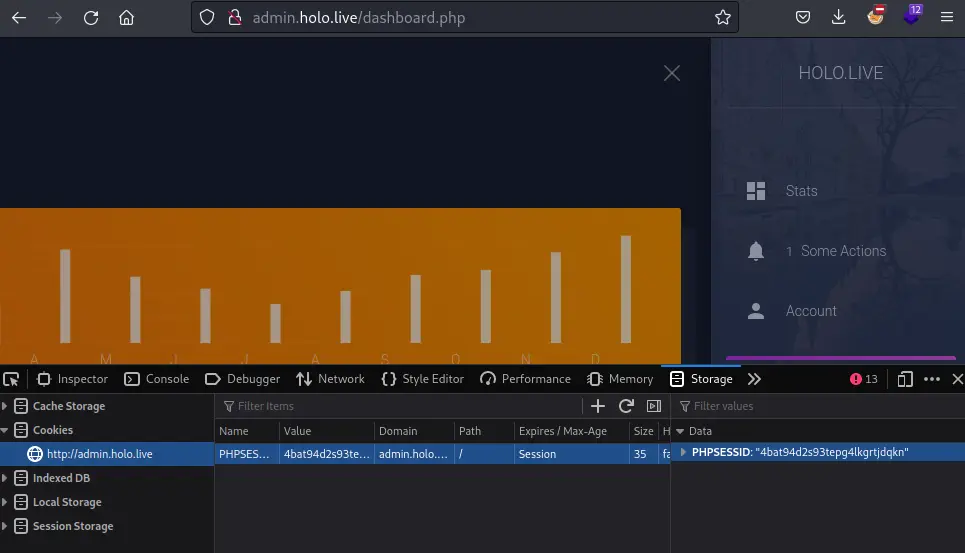 admin.holo.live/dashboard.php
12
HOLO.LIVE
Stats
1 Some Actions
Account
A M J J A S O N D
Inspector Console Debugger Network Style Editor Performance Memory Storage 13
Cache Storage
Cookies
http://admin.holo.live
Indexed DB
Local Storage
Session Storage
Filter Items
Name Value Domain Path Expires / Max-Age Size H
PHPSES... 4bat94d2s93te... admin.holo.... / Session 35 fa
Filter values
Data
PHPSESSID: "4bat94d2s93tepg4lkgrtjdqkn"